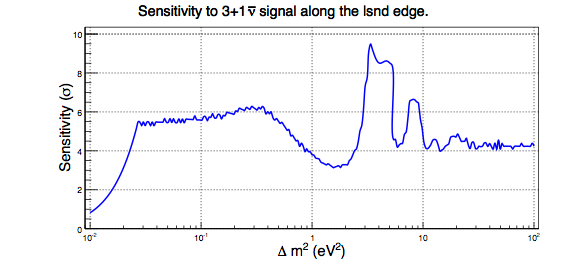 Sensitivity to 3+1 ν̅ signal along the lsnd edge.
Sensitivity (σ)
10
8
6
4
2
0
10⁻² 10⁻¹ 1 10 10²
Δ m² (eV²)